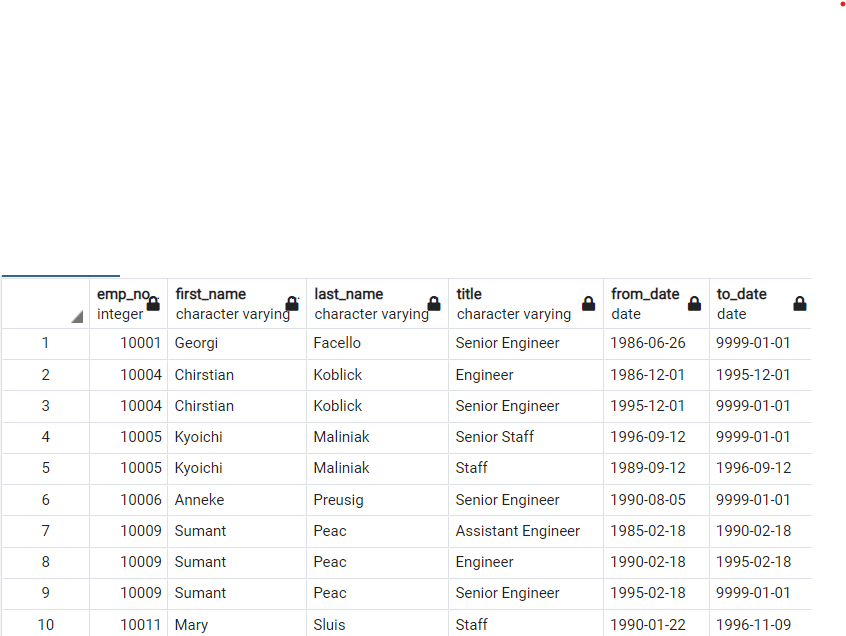 emp_no first_name last_name title from_date to_date
integer character varying character varying character varying date date
1 10001 Georgi Facello Senior Engineer 1986-06-26 9999-01-01
2 10004 Chirstian Koblick Engineer 1986-12-01 1995-12-01
3 10004 Chirstian Koblick Senior Engineer 1995-12-01 9999-01-01
4 10005 Kyoichi Maliniak Senior Staff 1996-09-12 9999-01-01
5 10005 Kyoichi Maliniak Staff 1989-09-12 1996-09-12
6 10006 Anneke Preusig Senior Engineer 1990-08-05 9999-01-01
7 10009 Sumant Peac Assistant Engineer 1985-02-18 1990-02-18
8 10009 Sumant Peac Engineer 1990-02-18 1995-02-18
9 10009 Sumant Peac Senior Engineer 1995-02-18 9999-01-01
10 10011 Mary Sluis Staff 1990-01-22 1996-11-09